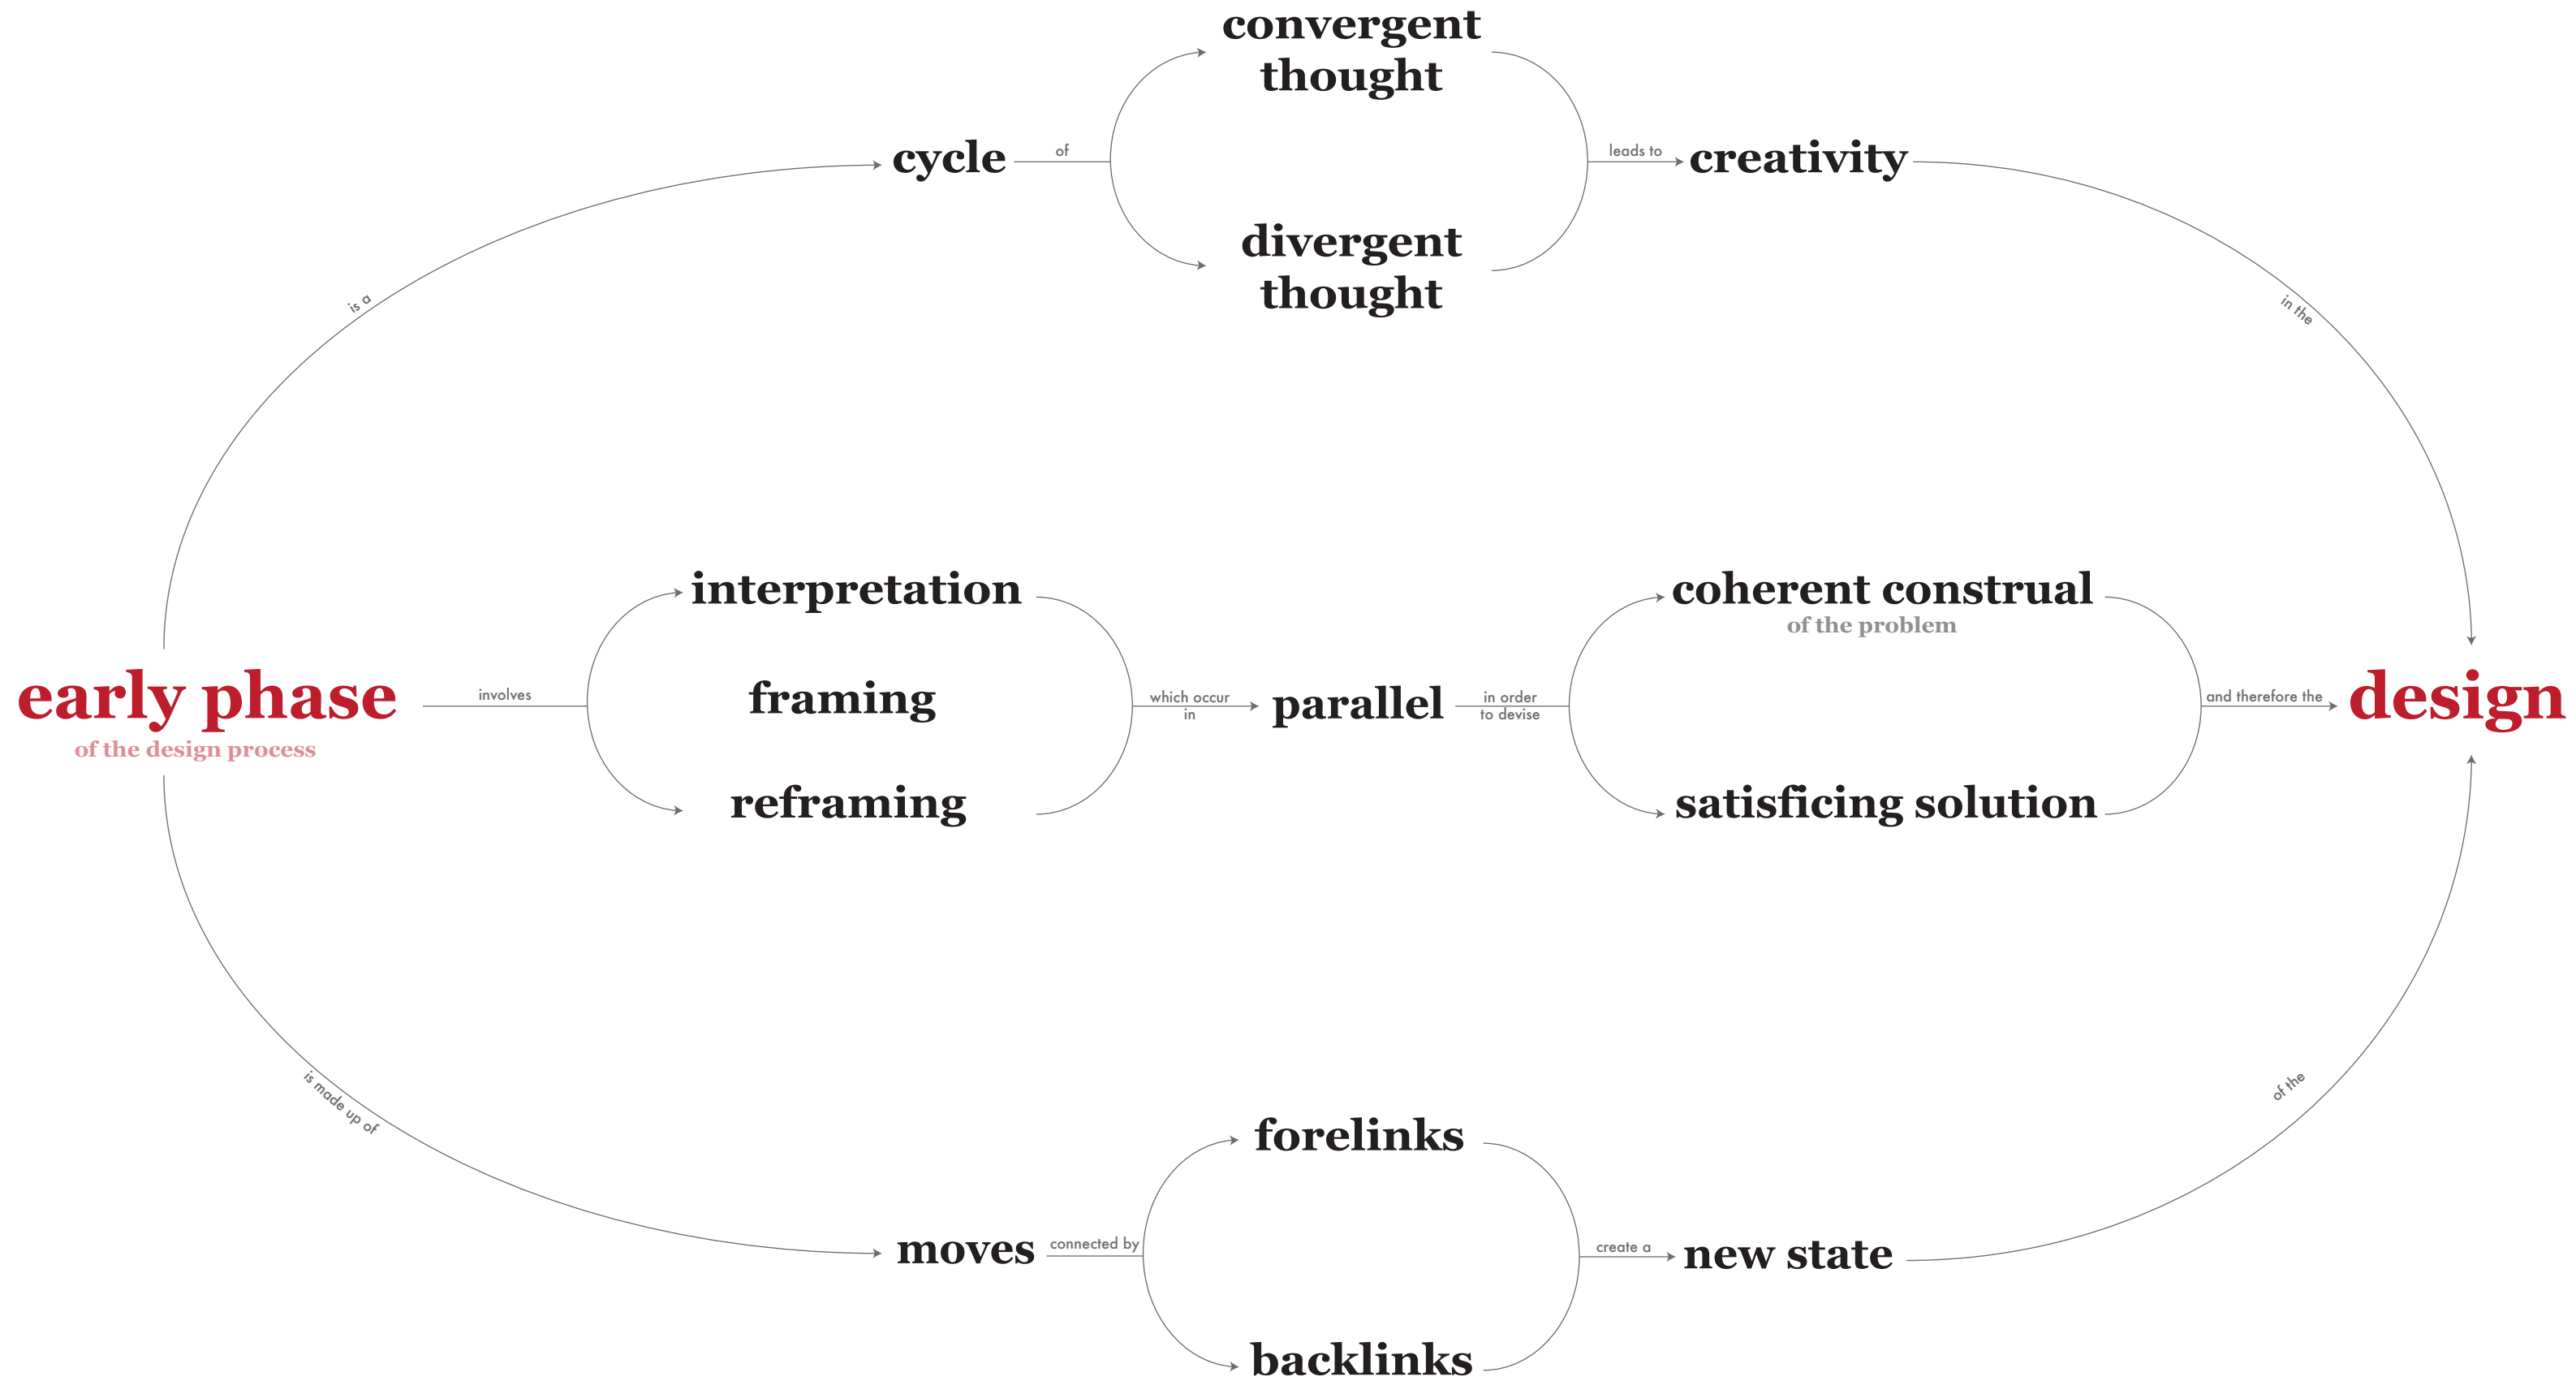 convergent
thought
cycle
of
leads to
creativity
divergent
thought
is a
in the
interpretation
coherent construal
of the problem
early phase
of the design process
involves
framing
which occur
in
parallel
in order
to devise
and therefore the
design
reframing
satisficing solution
is made up of
of the
forelinks
moves
connected by
create a
new state
backlinks